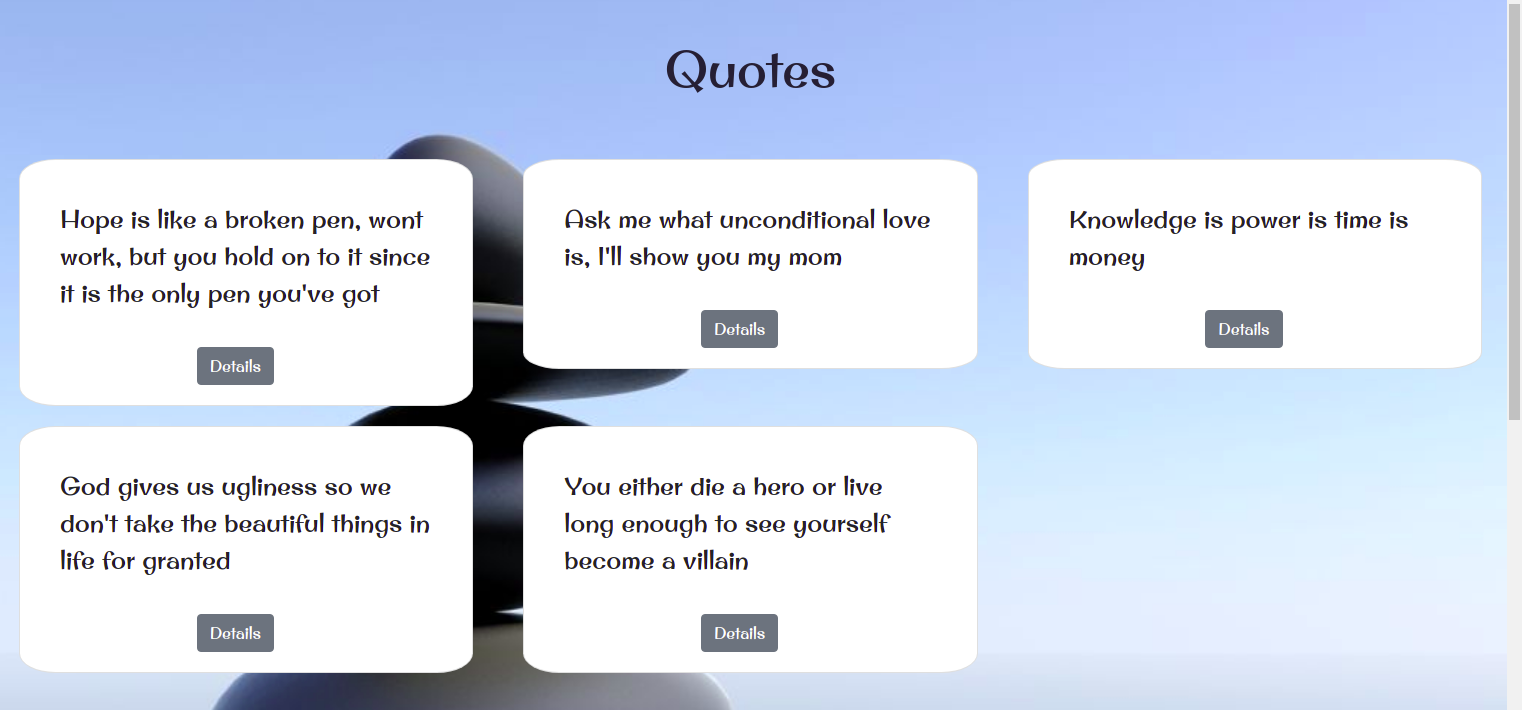 Quotes
Hope is like a broken pen, wont
work, but you hold on to it since
it is the only pen you've got
Details
Ask me what unconditional love
is, I'll show you my mom
Details
Knowledge is power is time is
money
Details
God gives us ugliness so we
don't take the beautiful things in
life for granted
Details
You either die a hero or live
long enough to see yourself
become a villain
Details